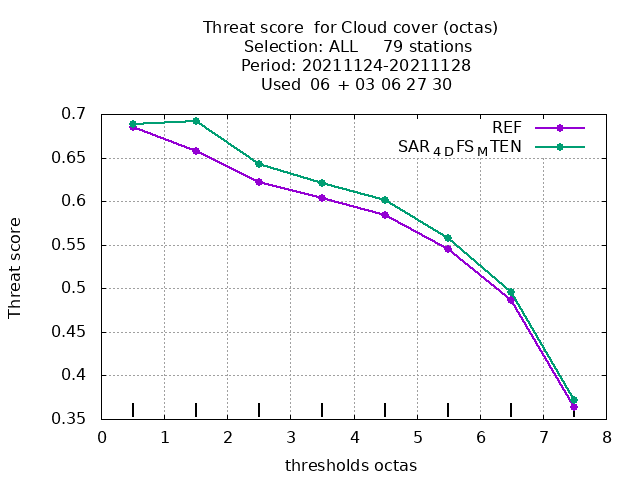 Threat score  for Cloud cover (octas)
Selection: ALL     79 stations
Period: 20211124-20211128
Used  06  + 03 06 27 30
0.7
0.65
0.6
0.55
0.5
0.45
0.4
0.35
Threat score
REF
SAR4DFSMTEN
0 1 2 3 4 5 6 7 8
thresholds octas